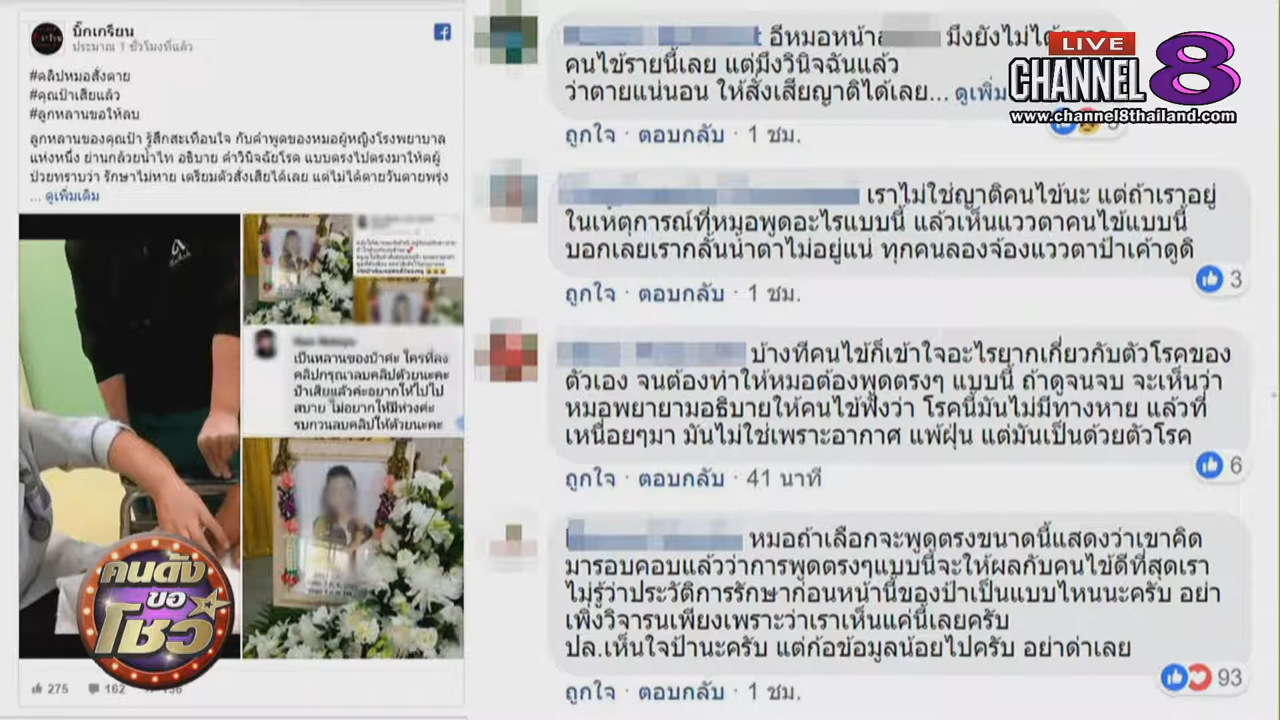 บิ๊กเกรียน
ประมาณ 1 ชั่วโมงที่แล้ว
#คลิปหมอสั่งตาย
#คุณป้าเสียแล้ว
#ลูกหลานขอให้ลบ
ลูกหลานของคุณป้า รู้สึกสะเทือนใจ กับคำพูดของหมอผู้หญิงโรงพยาบาล
แห่งหนึ่ง ย่านกล้วยน้ำไท อธิบาย คำวินิจฉัยโรค แบบตรงไปตรงมาให้คผู้
ป่วยทราบว่า รักษาไม่หาย เตรียมตัวสั่งเสียได้เลย แต่ไม่ได้ตายวันตายพรุ่ง
... ดูเพิ่มเติม
เป็นหลานของป้าค่ะ ใครที่ลง
คลิปกรุณาลบคลิปด้วยนะคะ
ป้าเสียแล้วค่ะอยากให้ไปไป
สบาย ไม่อยากให้มีห่วงค่ะ
รบกวนลบคลิปให้ด้วยนะคะ
คนดัง
ขอ
โชว์
275 162
อีหมอหน้า มึงยังไม่ได้
คนไข้รายนี้เลย แต่มึงวินิจฉันแล้ว
ว่าตายแน่นอน ให้สั่งเสียญาติได้เลย... ดูเพิ่ม
ถูกใจ · ตอบกลับ · 1 ชม.
LIVE
CHANNEL 8
www.channel8thailand.com
เราไม่ใช่ญาติคนไข้นะ แต่ถ้าเราอยู่
ในเหตุการณ์ที่หมอพูดอะไรแบบนี้ แล้วเห็นแววตาคนไข้แบบนี้
บอกเลยเรากลั้นน้ำตาไม่อยู่แน่ ทุกคนลองจ้องแววตาป้าเค้าดูดิ
3
ถูกใจ · ตอบกลับ · 1 ชม.
บ้างทีคนไข้ก็เข้าใจอะไรยากเกี่ยวกับตัวโรคของ
ตัวเอง จนต้องทำให้หมอต้องพูดตรงๆ แบบนี้ ถ้าดูจนจบ จะเห็นว่า
หมอพยายามอธิบายให้คนไข้ฟังว่า โรคนี้มันไม่มีทางหาย แล้วที่
เหนื่อยๆมา มันไม่ใช่เพราะอากาศ แพ้ฝุ่น แต่มันเป็นด้วยตัวโรค
6
ถูกใจ · ตอบกลับ · 41 นาที
หมอถ้าเลือกจะพูดตรงขนาดนี้แสดงว่าเขาคิด
มารอบคอบแล้วว่าการพูดตรงๆแบบนี้จะให้ผลกับคนไข้ดีที่สุดเรา
ไม่รู้ว่าประวัติการรักษาก่อนหน้านี้ของป้าเป็นแบบไหนนะครับ อย่า
เพิ่งวิจารนเพียงเพราะว่าเราเห็นแค่นี้เลยครับ
ปล.เห็นใจป้านะครับ แต่ก้อข้อมูลน้อยไปครับ อย่าด่าเลย
93
ถูกใจ · ตอบกลับ · 1 ชม.